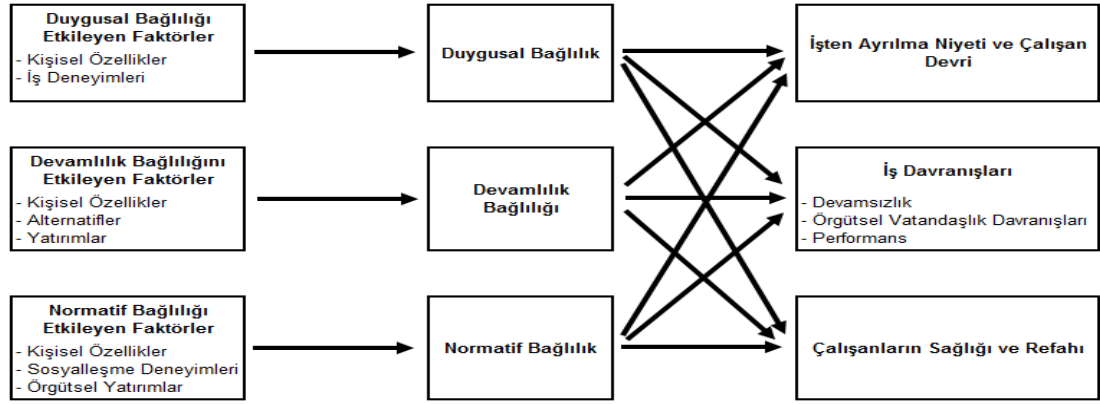 Duygusal Bağlılığı
Etkileyen Faktörler
- Kişisel Özellikler
- İş Deneyimleri
Duygusal Bağlılık
İşten Ayrılma Niyeti ve Çalışan
Devri
Devamlılık Bağlılığını
Etkileyen Faktörler
- Kişisel Özellikler
- Alternatifler
- Yatırımlar
Devamlılık
Bağlılığı
İş Davranışları
- Devamsızlık
- Örgütsel Vatandaşlık Davranışları
- Performans
Normatif Bağlılığı
Etkileyen Faktörler
- Kişisel Özellikler
- Sosyalleşme Deneyimleri
- Örgütsel Yatırımlar
Normatif Bağlılık
Çalışanların Sağlığı ve Refahı